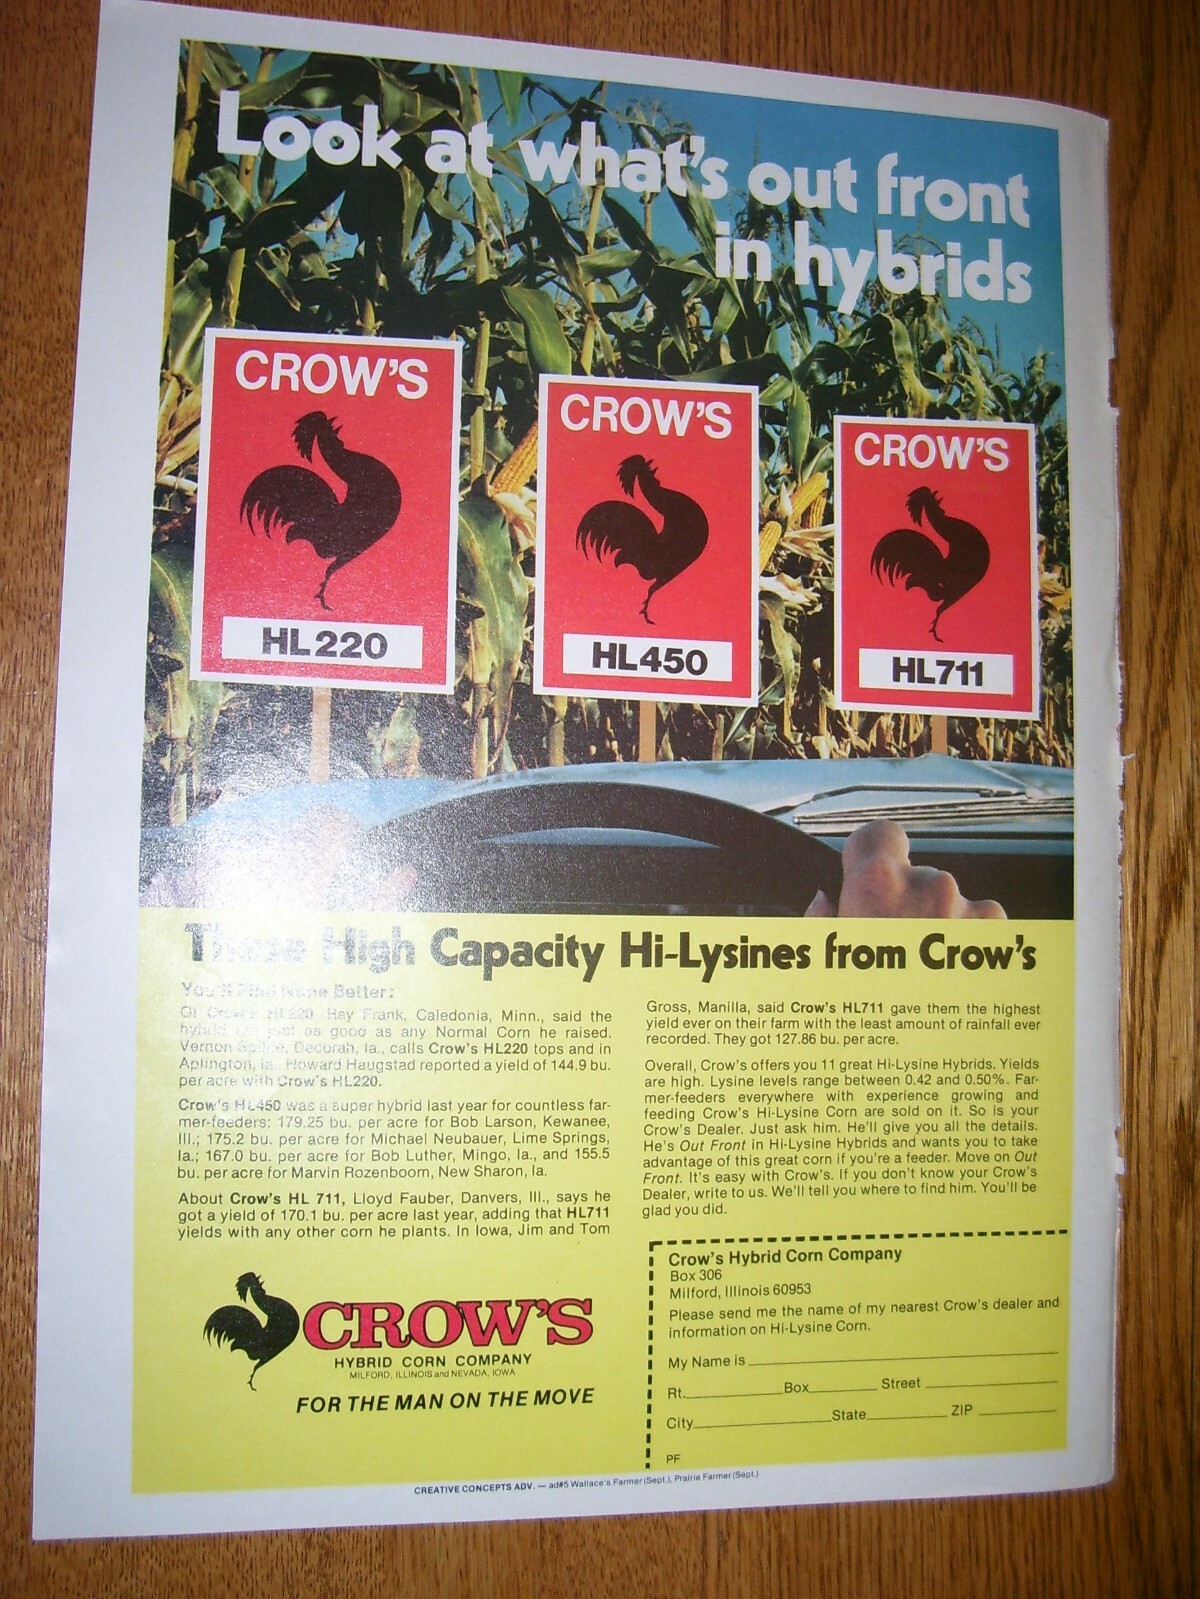 Look at what's out front
in hybrids
CROW'S
HL220
CROW'S
HL450
CROW'S
HL711
These High Capacity Hi-Lysines from Crow's
You'll Find None Better:
Of Crow's HL220, Ray Frank, Caledonia, Minn., said the
hybrid ran just as good as any Normal Corn he raised.
Vernon Decorah, Ia., calls Crow's HL220 tops and in
Aplington, Ia., Howard Haugstad reported a yield of 144.9 bu.
per acre with Crow's HL220.
Crow's HL450 was a super hybrid last year for countless far-
mer-feeders: 179.25 bu. per acre for Bob Larson, Kewanee,
Ill.; 175.2 bu. per acre for Michael Neubauer, Lime Springs,
Ia.; 167.0 bu. per acre for Bob Luther, Mingo, Ia., and 155.5
bu. per acre for Marvin Rozenboom, New Sharon, Ia.
About Crow's HL 711, Lloyd Fauber, Danvers, Ill., says he
got a yield of 170.1 bu. per acre last year, adding that HL711
yields with any other corn he plants. In Iowa, Jim and Tom
Gross, Manilla, said Crow's HL711 gave them the highest
yield ever on their farm with the least amount of rainfall ever
recorded. They got 127.86 bu. per acre.
Overall, Crow's offers you 11 great Hi-Lysine Hybrids. Yields
are high. Lysine levels range between 0.42 and 0.50%. Far-
mer-feeders everywhere with experience growing and
feeding Crow's Hi-Lysine Corn are sold on it. So is your
Crow's Dealer. Just ask him. He'll give you all the details.
He's Out Front in Hi-Lysine Hybrids and wants you to take
advantage of this great corn if you're a feeder. Move on Out
Front. It's easy with Crow's. If you don't know your Crow's
Dealer, write to us. We'll tell you where to find him. You'll be
glad you did.
CROW'S
HYBRID CORN COMPANY
MILFORD, ILLINOIS and NEVADA, IOWA
FOR THE MAN ON THE MOVE
Crow's Hybrid Corn Company
Box 306
Milford, Illinois 60953
Please send me the name of my nearest Crow's dealer and
information on Hi-Lysine Corn.
My Name is
Rt. Box Street
City State ZIP
PF
CREATIVE CONCEPTS ADV. — ad#5 Wallace's Farmer (Sept.), Prairie Farmer (Sept.)